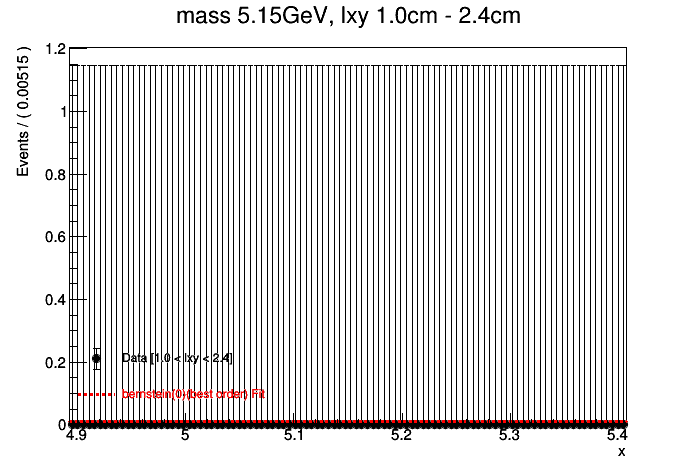 mass 5.15GeV, lxy 1.0cm - 2.4cm
Events / ( 0.00515 )
1.2
1
0.8
0.6
0.4
0.2
0
Data [1.0 < lxy < 2.4]
bernstein[0](best order) Fit
4.9 5 5.1 5.2 5.3 5.4
x